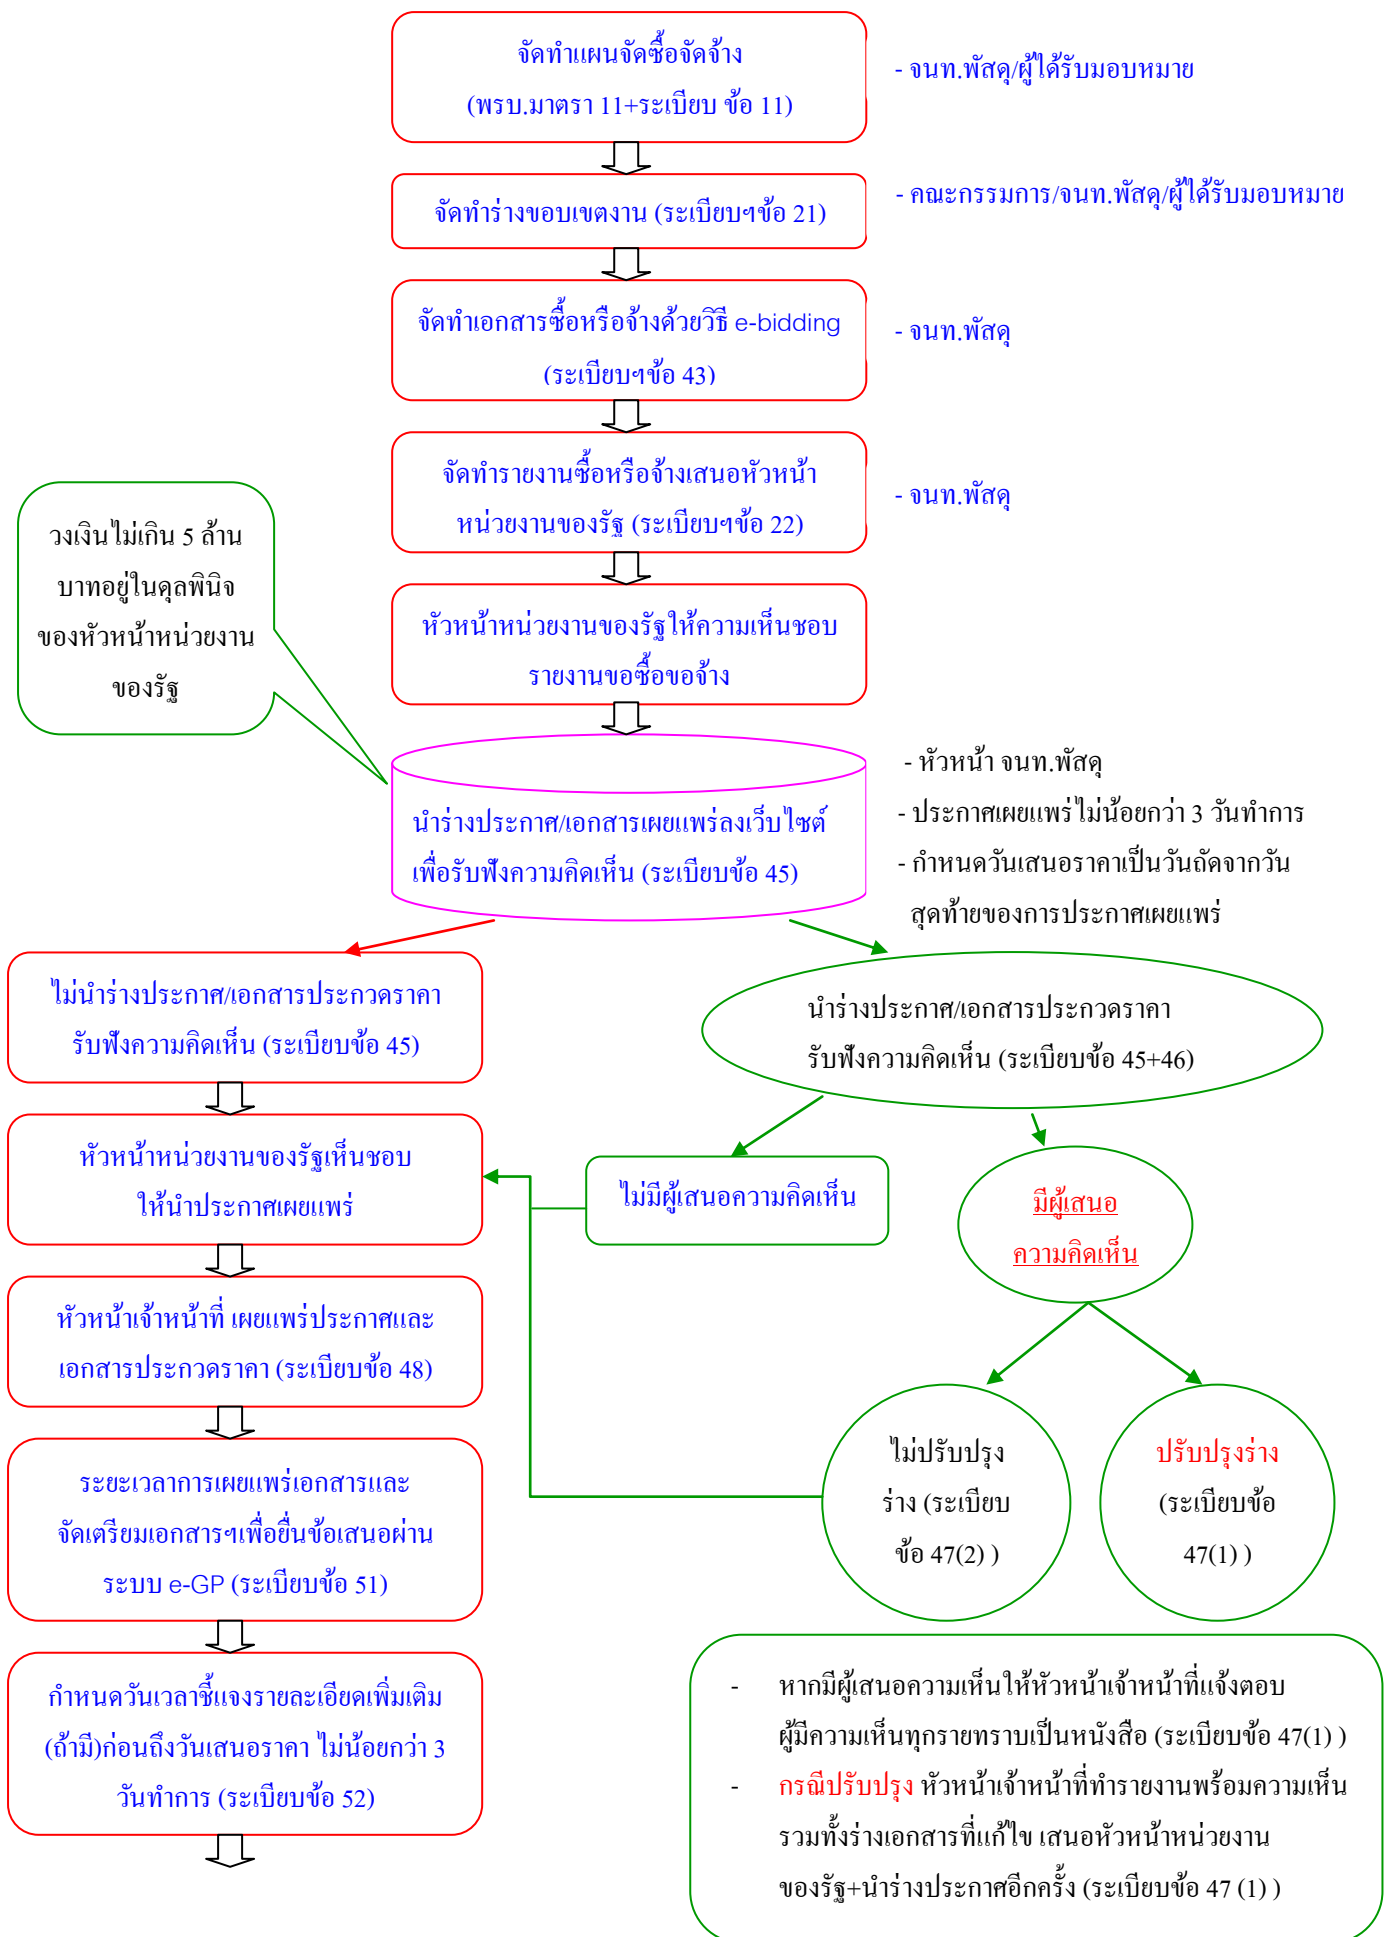 จัดทำแผนจัดซื้อจัดจ้าง
(พรบ.มาตรา 11+ระเบียบ ข้อ 11)
- จนท.พัสดุ/ผู้ได้รับมอบหมาย
จัดทำร่างขอบเขตงาน (ระเบียบฯข้อ 21)
- คณะกรรมการ/จนท.พัสดุ/ผู้ได้รับมอบหมาย
จัดทำเอกสารซื้อหรือจ้างด้วยวิธี e-bidding
(ระเบียบฯข้อ 43)
- จนท.พัสดุ
จัดทำรายงานซื้อหรือจ้างเสนอหัวหน้า
หน่วยงานของรัฐ (ระเบียบฯข้อ 22)
- จนท.พัสดุ
วงเงินไม่เกิน 5 ล้าน
บาทอยู่ในดุลพินิจ
ของหัวหน้าหน่วยงาน
ของรัฐ
หัวหน้าหน่วยงานของรัฐให้ความเห็นชอบ
รายงานขอซื้อขอจ้าง
นำร่างประกาศ/เอกสารเผยแพร่ลงเว็บไซต์
เพื่อรับฟังความคิดเห็น (ระเบียบข้อ 45)
- หัวหน้า จนท.พัสดุ
- ประกาศเผยแพร่ไม่น้อยกว่า 3 วันทำการ
- กำหนดวันเสนอราคาเป็นวันถัดจากวัน
สุดท้ายของการประกาศเผยแพร่
ไม่นำร่างประกาศ/เอกสารประกวดราคา
รับฟังความคิดเห็น (ระเบียบข้อ 45)
นำร่างประกาศ/เอกสารประกวดราคา
รับฟังความคิดเห็น (ระเบียบข้อ 45+46)
หัวหน้าหน่วยงานของรัฐเห็นชอบ
ให้นำประกาศเผยแพร่
ไม่มีผู้เสนอความคิดเห็น
มีผู้เสนอ
ความคิดเห็น
หัวหน้าเจ้าหน้าที่ เผยแพร่ประกาศและ
เอกสารประกวดราคา (ระเบียบข้อ 48)
ไม่ปรับปรุง
ร่าง (ระเบียบ
ข้อ 47(2) )
ปรับปรุงร่าง
(ระเบียบข้อ
47(1) )
ระยะเวลาการเผยแพร่เอกสารและ
จัดเตรียมเอกสารฯเพื่อยื่นข้อเสนอผ่าน
ระบบ e-GP (ระเบียบข้อ 51)
กำหนดวันเวลาชี้แจงรายละเอียดเพิ่มเติม
(ถ้ามี)ก่อนถึงวันเสนอราคา ไม่น้อยกว่า 3
วันทำการ (ระเบียบข้อ 52)
- หากมีผู้เสนอความเห็นให้หัวหน้าเจ้าหน้าที่แจ้งตอบ
ผู้มีความเห็นทุกรายทราบเป็นหนังสือ (ระเบียบข้อ 47(1) )
- กรณีปรับปรุง หัวหน้าเจ้าหน้าที่ทำรายงานพร้อมความเห็น
รวมทั้งร่างเอกสารที่แก้ไข เสนอหัวหน้าหน่วยงาน
ของรัฐ+นำร่างประกาศอีกครั้ง (ระเบียบข้อ 47 (1) )